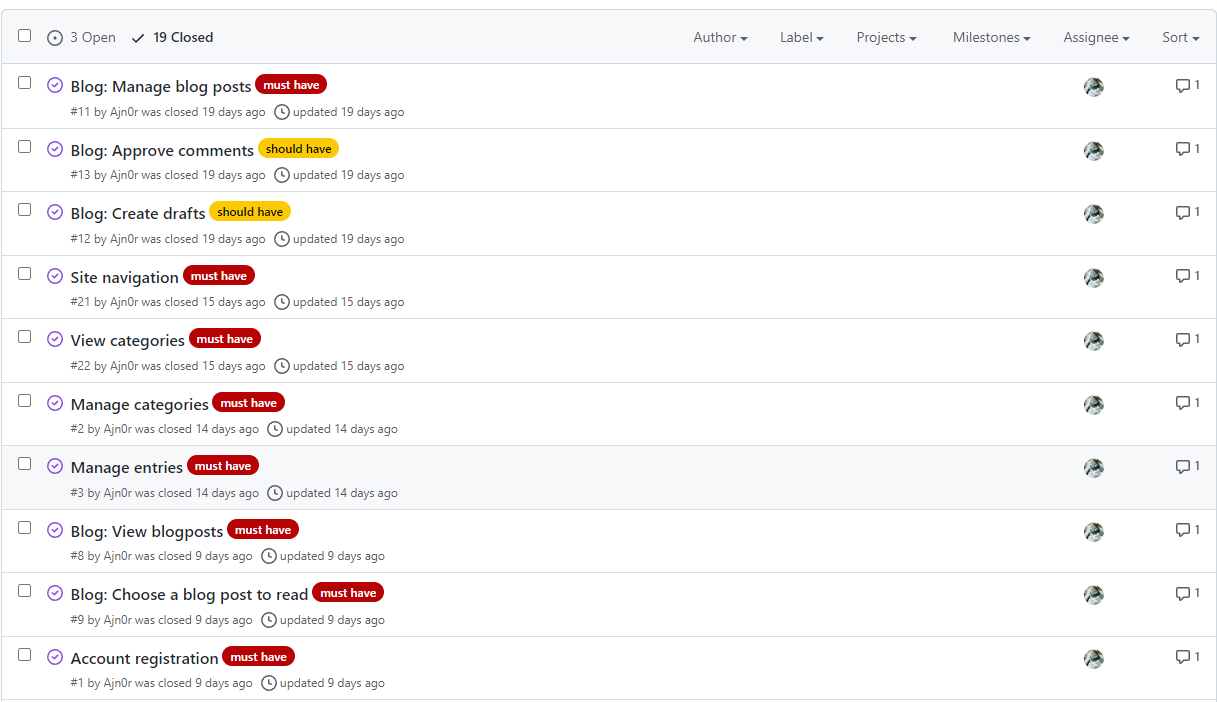 3 Open 19 Closed Author Label Projects Milestones Assignee Sort
Blog: Manage blog posts must have 1
#11 by Ajn0r was closed 19 days ago updated 19 days ago
Blog: Approve comments should have 1
#13 by Ajn0r was closed 19 days ago updated 19 days ago
Blog: Create drafts should have 1
#12 by Ajn0r was closed 19 days ago updated 19 days ago
Site navigation must have 1
#21 by Ajn0r was closed 15 days ago updated 15 days ago
View categories must have 1
#22 by Ajn0r was closed 15 days ago updated 15 days ago
Manage categories must have 1
#2 by Ajn0r was closed 14 days ago updated 14 days ago
Manage entries must have 1
#3 by Ajn0r was closed 14 days ago updated 14 days ago
Blog: View blogposts must have 1
#8 by Ajn0r was closed 9 days ago updated 9 days ago
Blog: Choose a blog post to read must have 1
#9 by Ajn0r was closed 9 days ago updated 9 days ago
Account registration must have 1
#1 by Ajn0r was closed 9 days ago updated 9 days ago